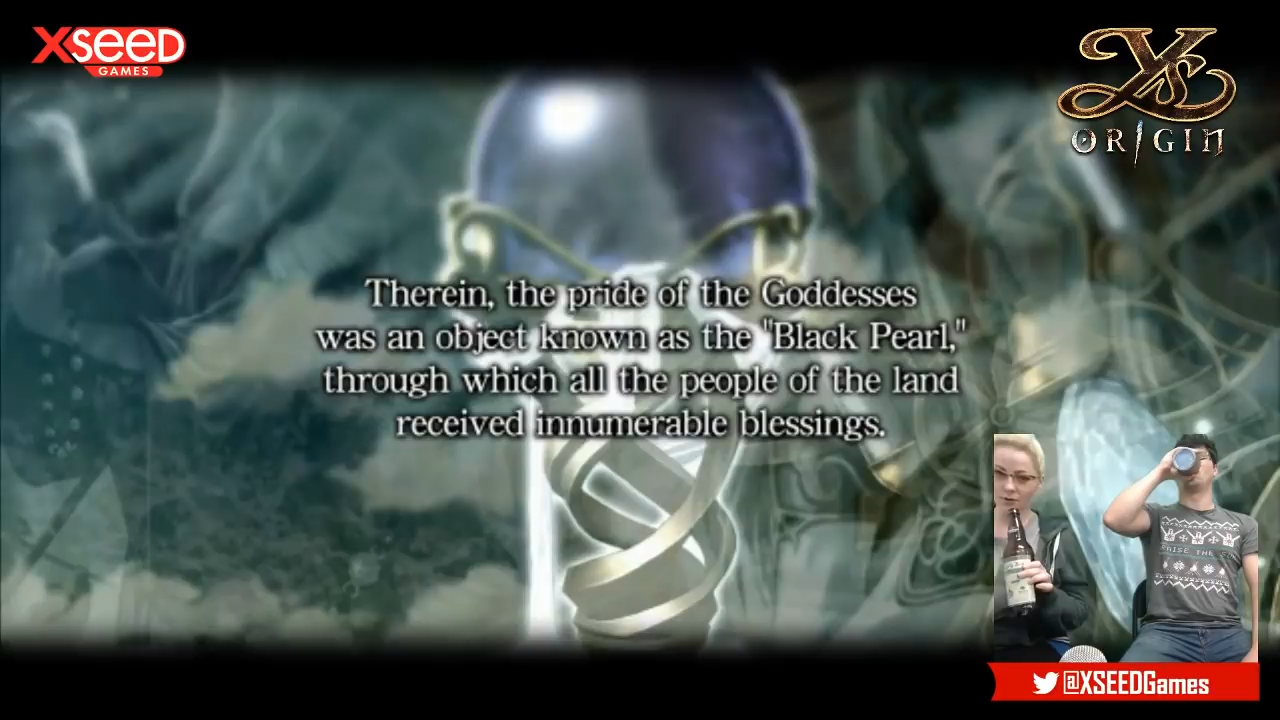 XSEED
GAMES
Ys
ORIGIN
Therein, the pride of the Goddesses
was an object known as the "Black Pearl,"
through which all the people of the land
received innumerable blessings.
@XSEEDGames